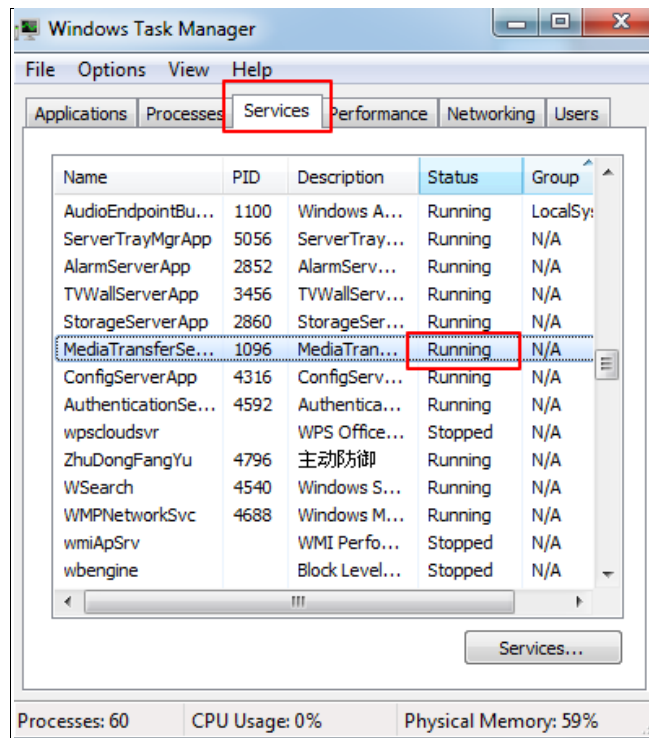 Windows Task Manager
File Options View Help
Applications Processes Services Performance Networking Users
Name PID Description Status Group
AudioEndpointBu... 1100 Windows A... Running LocalSy
ServerTrayMgrApp 5056 ServerTray... Running N/A
AlarmServerApp 2852 AlarmServ... Running N/A
TVWallServerApp 3456 TVWallServ... Running N/A
StorageServerApp 2860 StorageSer... Running N/A
MediaTransferSe... 1096 MediaTran... Running N/A
ConfigServerApp 4316 ConfigServ... Running N/A
AuthenticationSe... 4592 Authentica... Running N/A
wpscloudsvr WPS Office... Stopped N/A
ZhuDongFangYu 4796 主动防御 Running N/A
WSearch 4540 Windows S... Running N/A
WMPNetworkSvc 4688 Windows M... Running N/A
wmiApSrv WMI Perfo... Stopped N/A
wbengine Block Level... Stopped N/A
Services...
Processes: 60 CPU Usage: 0% Physical Memory: 59%